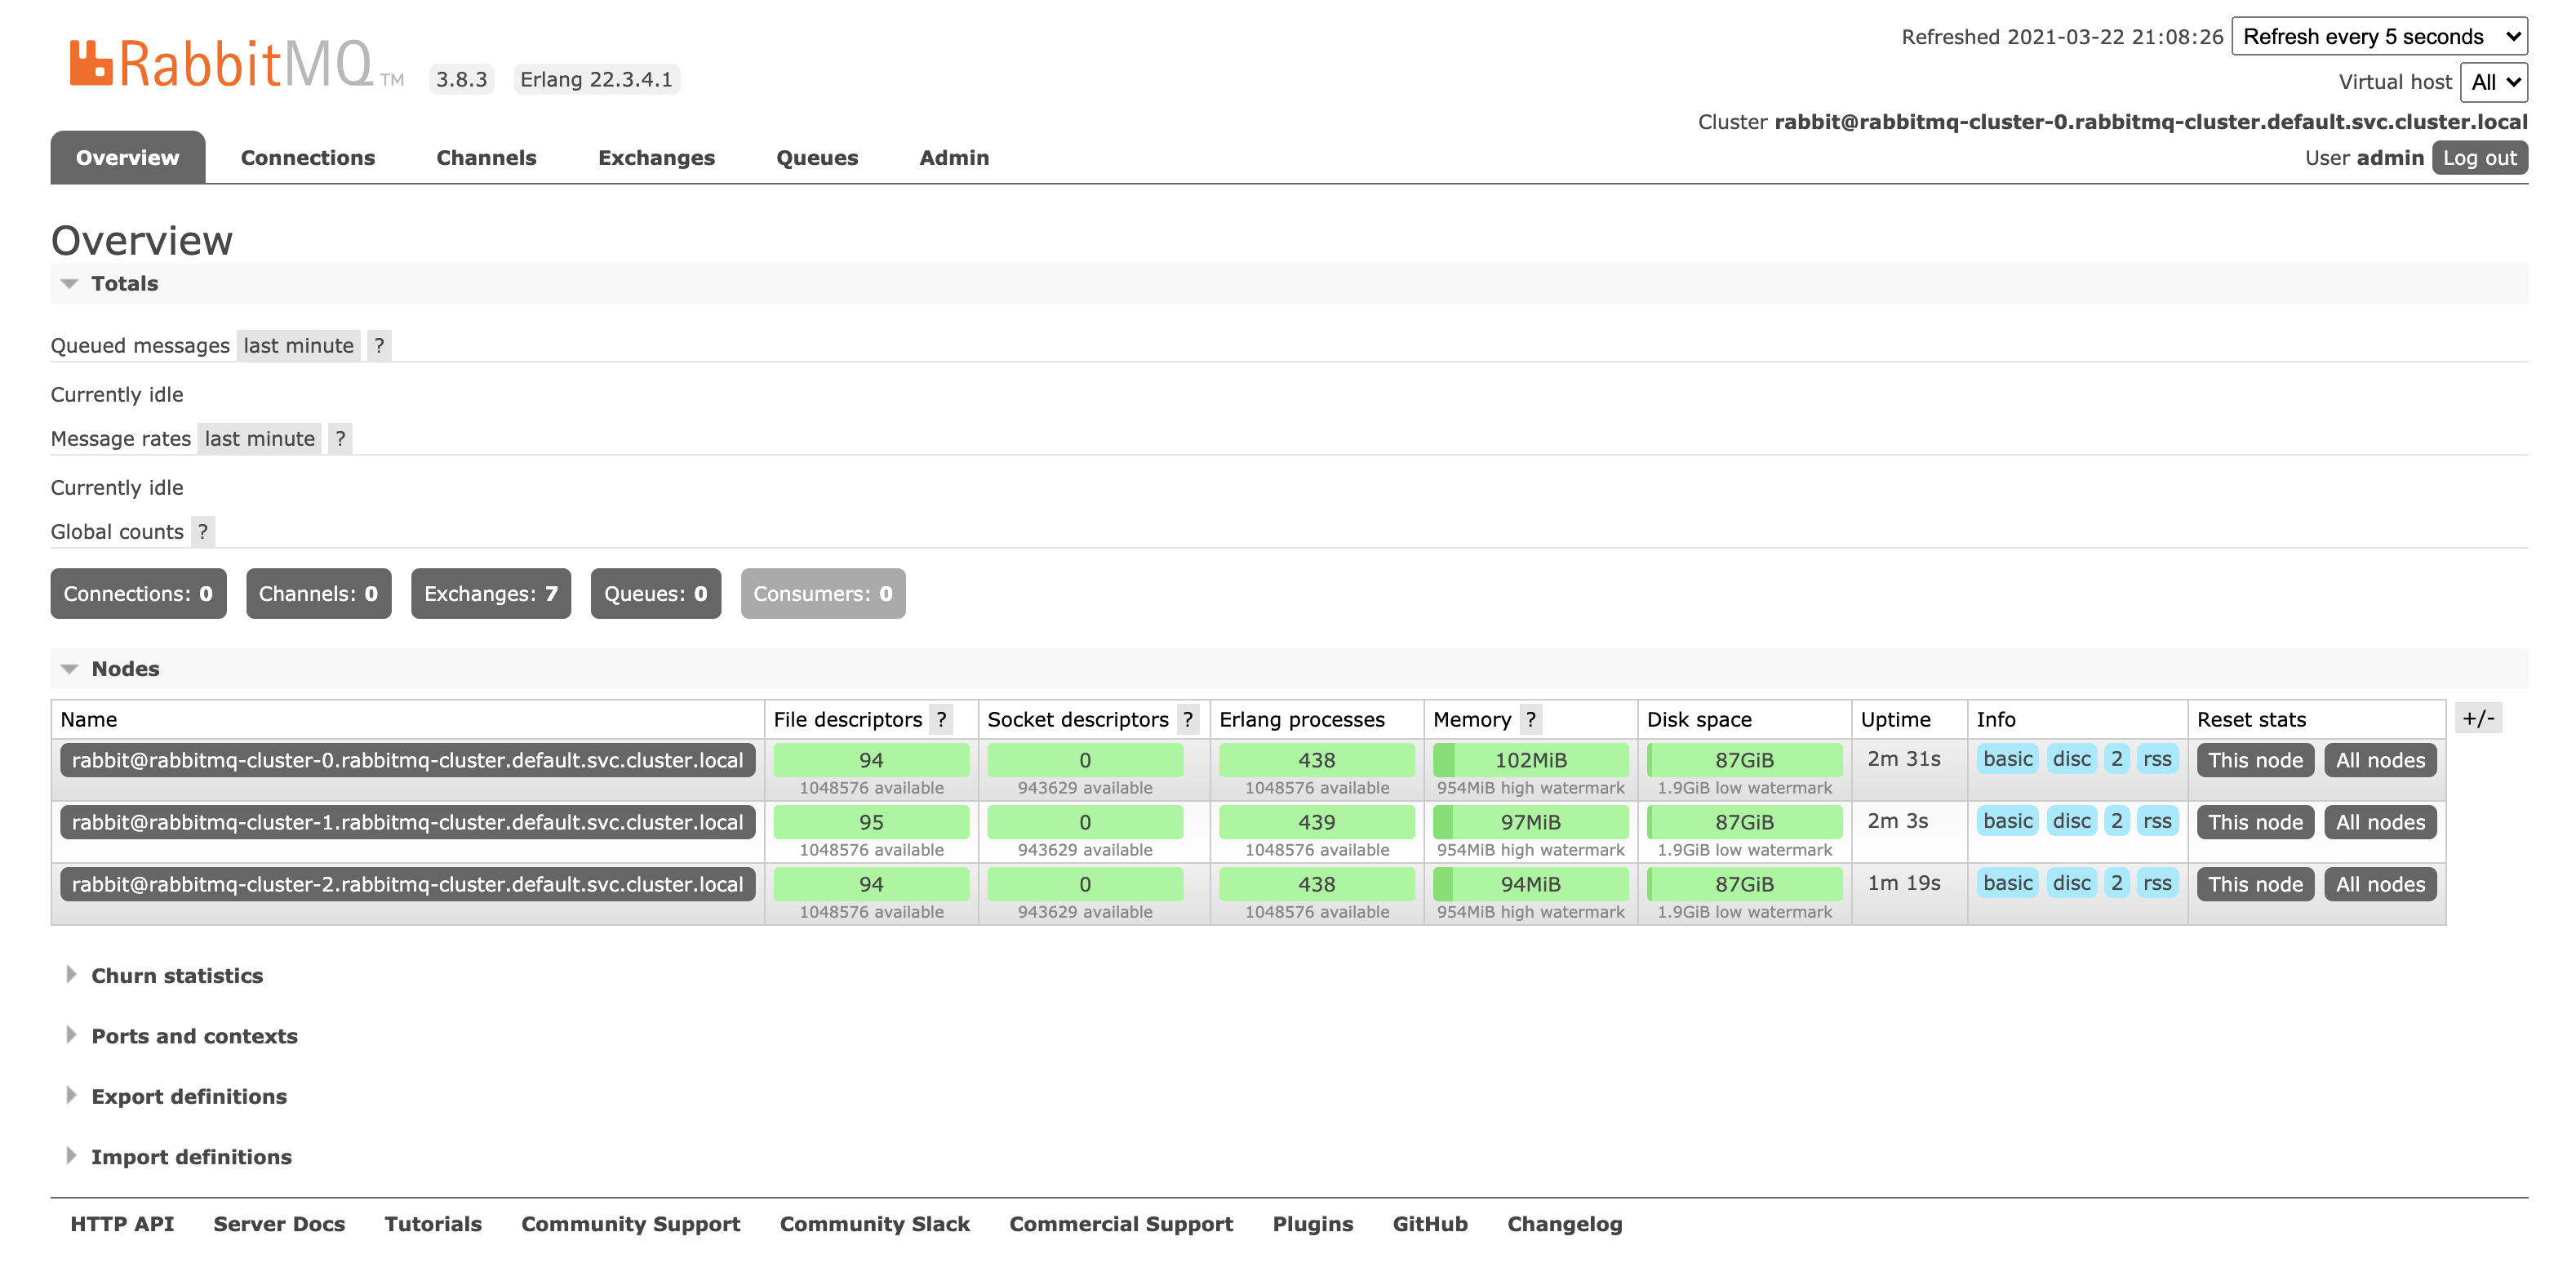 RabbitMQ TM 3.8.3 Erlang 22.3.4.1
Refreshed 2021-03-22 21:08:26 Refresh every 5 seconds
Virtual host All
Cluster rabbit@rabbitmq-cluster-0.rabbitmq-cluster.default.svc.cluster.local
User admin Log out
Overview Connections Channels Exchanges Queues Admin
Overview
Totals
Queued messages last minute ?
Currently idle
Message rates last minute ?
Currently idle
Global counts ?
Connections: 0 Channels: 0 Exchanges: 7 Queues: 0 Consumers: 0
Nodes
Name File descriptors ? Socket descriptors ? Erlang processes Memory ? Disk space Uptime Info Reset stats +/-
rabbit@rabbitmq-cluster-0.rabbitmq-cluster.default.svc.cluster.local 94 0 438 102MiB 87GiB 2m 31s basic disc 2 rss This node All nodes
1048576 available 943629 available 1048576 available 954MiB high watermark 1.9GiB low watermark
rabbit@rabbitmq-cluster-1.rabbitmq-cluster.default.svc.cluster.local 95 0 439 97MiB 87GiB 2m 3s basic disc 2 rss This node All nodes
1048576 available 943629 available 1048576 available 954MiB high watermark 1.9GiB low watermark
rabbit@rabbitmq-cluster-2.rabbitmq-cluster.default.svc.cluster.local 94 0 438 94MiB 87GiB 1m 19s basic disc 2 rss This node All nodes
1048576 available 943629 available 1048576 available 954MiB high watermark 1.9GiB low watermark
Churn statistics
Ports and contexts
Export definitions
Import definitions
HTTP API Server Docs Tutorials Community Support Community Slack Commercial Support Plugins GitHub Changelog